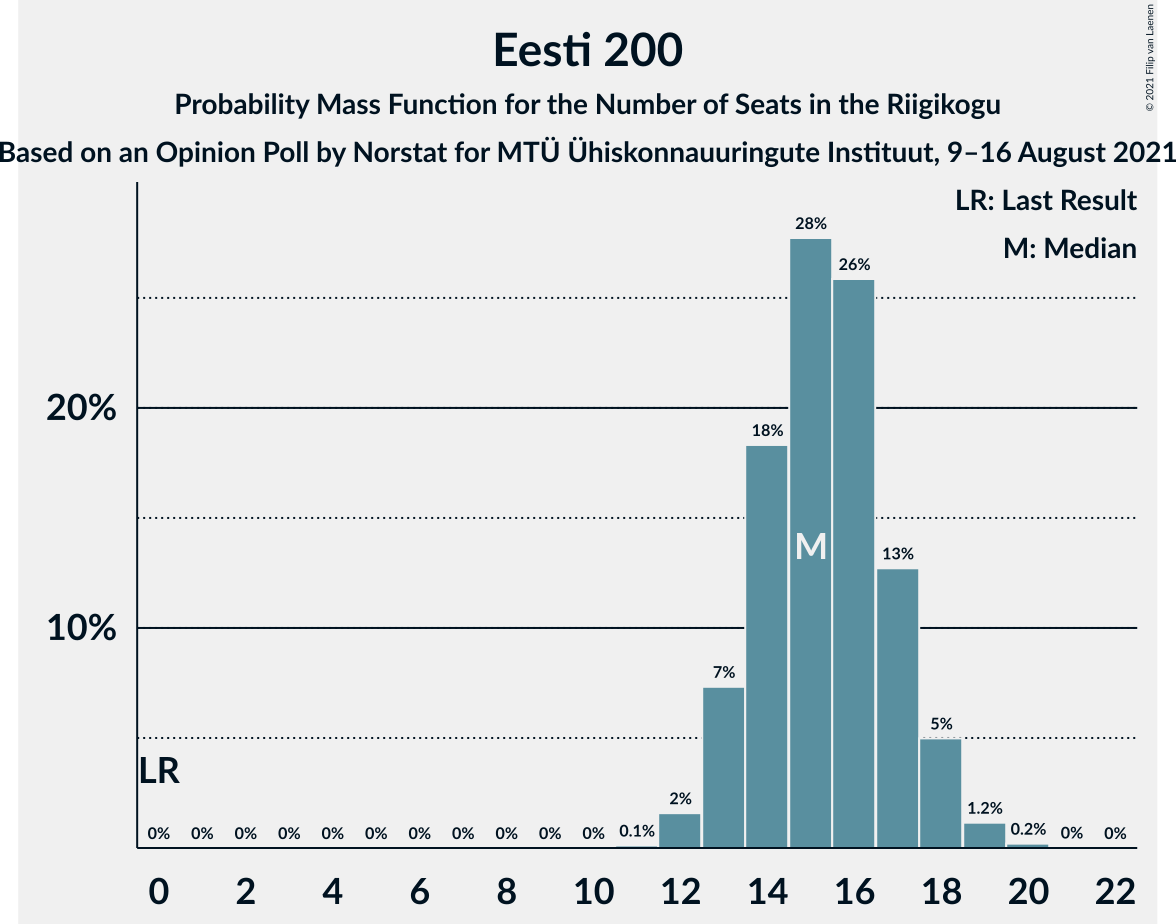 Eesti 200
Probability Mass Function for the Number of Seats in the Riigikogu
Based on an Opinion Poll by Norstat for MTÜ Ühiskonnauuringute Instituut, 9–16 August 2021
© 2021 Filip van Laenen
LR: Last Result
M: Median
20%
10%
28%
26%
18%
13%
7%
5%
2%
1.2%
0% 0% 0% 0% 0% 0% 0% 0% 0% 0% 0% 0.1% 0.2% 0% 0%
M
LR
0 2 4 6 8 10 12 14 16 18 20 22